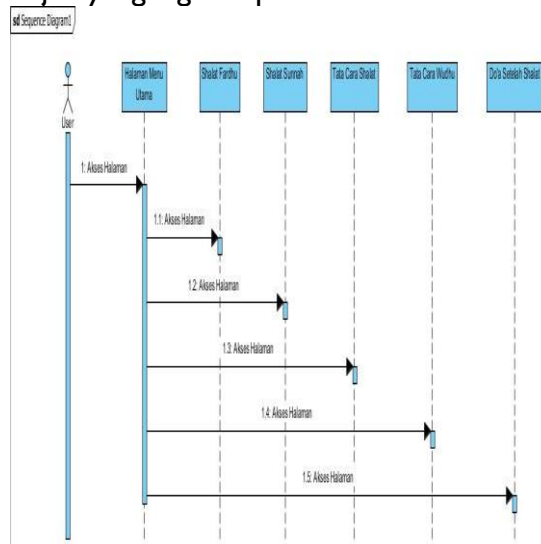 sd Sequence Diagram1
Halaman Menu
Utama
Shalat Fardhu
Shalat Sunnah
Tata Cara Shalat
Tata Cara Wudhu
Do'a Setelah Shalat
User
1: Akses Halaman
1.1: Akses Halaman
1.2: Akses Halaman
1.3: Akses Halaman
1.4: Akses Halaman
1.5: Akses Halaman